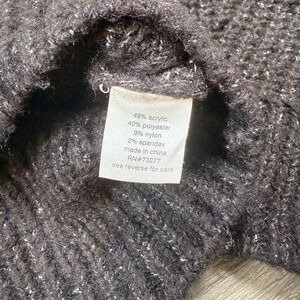 49% acrylic
40% polyester
9% nylon
2% spandex
made in china
RN#73277
see reverse for care